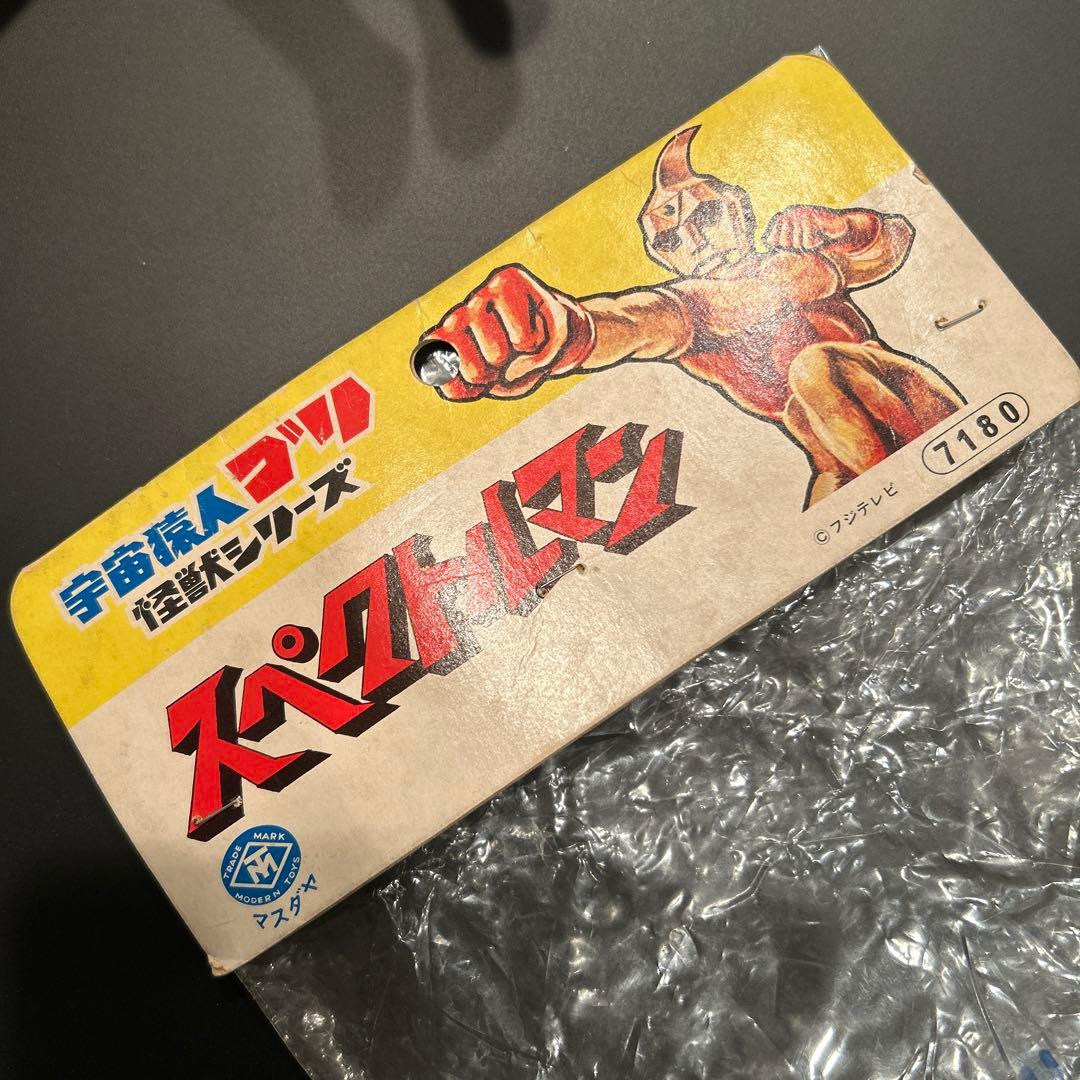 宇宙猿人ゴリ
怪獣シリーズ
スペクトルマン
7180
©フジテレビ
TRADE MARK
TM
MODERN TOYS
マスダヤ